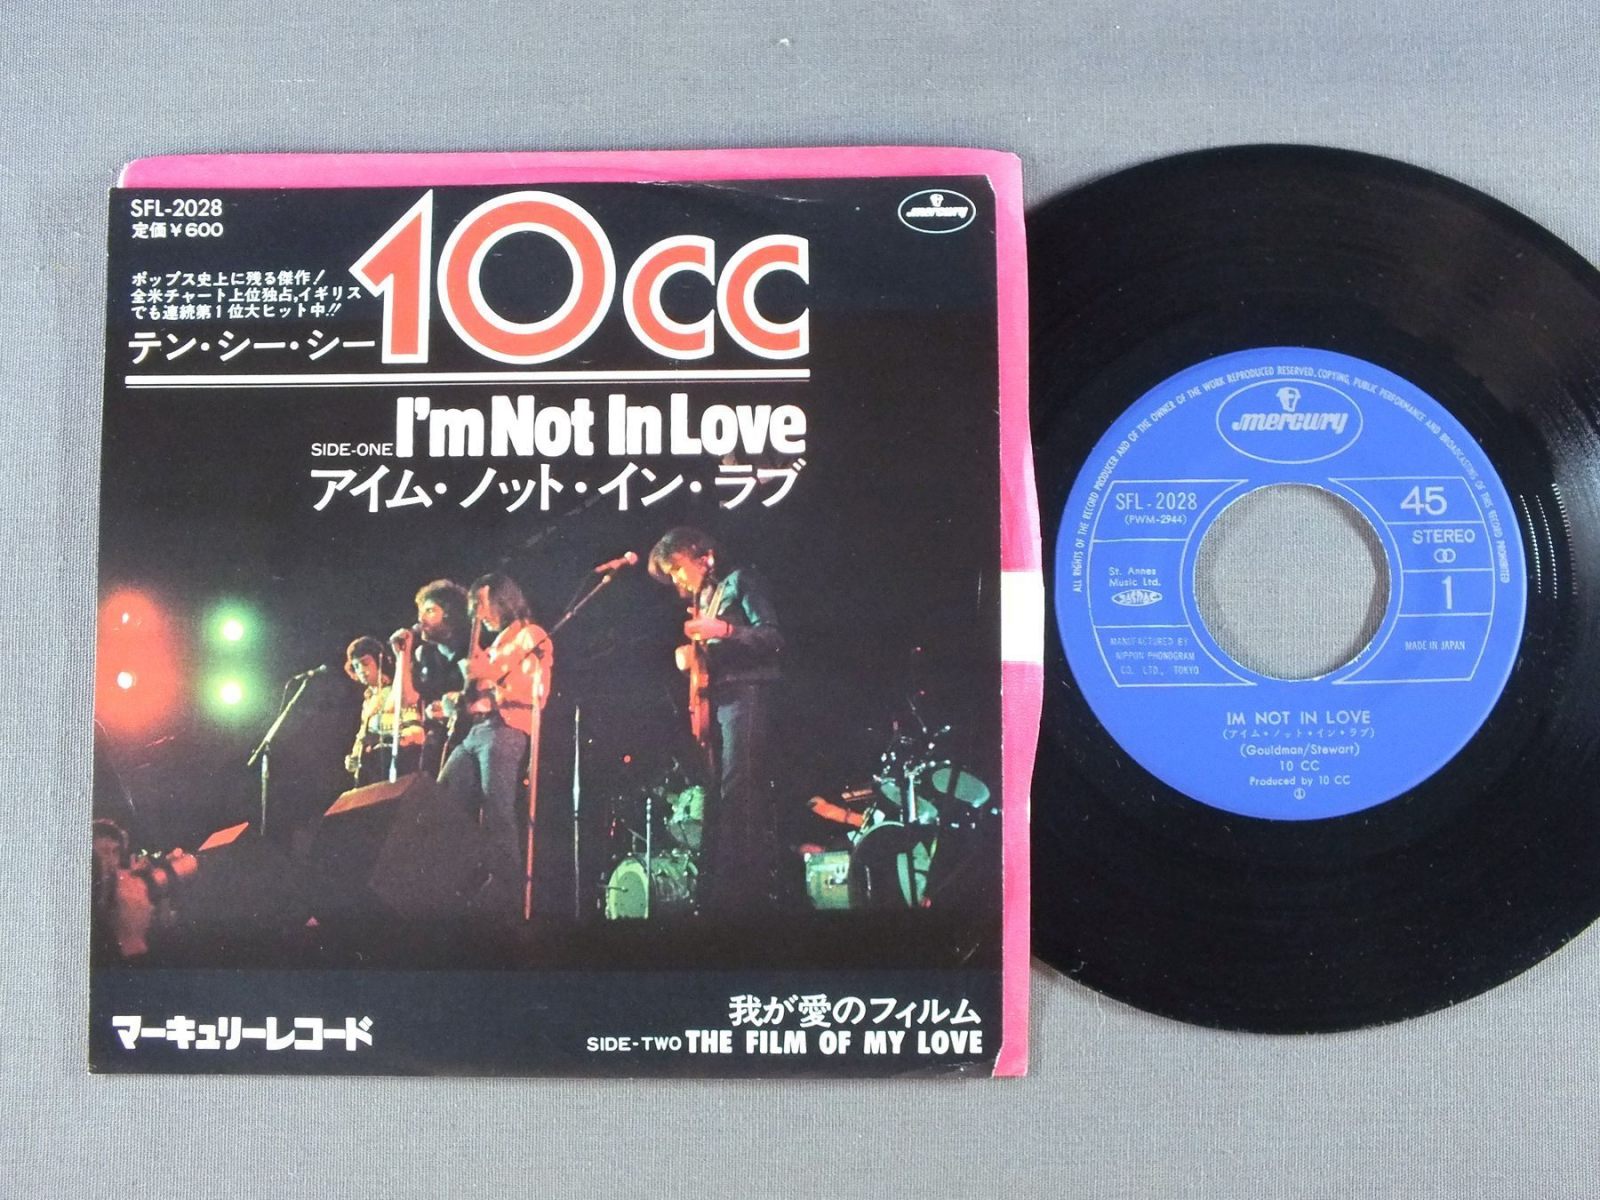 SFL-2028
定価¥600
10cc
mercury
ポップス史上に残る傑作!
全米チャート上位独占,イギリス
でも連続第1位大ヒット中!!
テン・シー・シー
SIDE-ONE I'm Not In Love
アイム・ノット・イン・ラブ
マーキュリーレコード
我が愛のフィルム
SIDE-TWO THE FILM OF MY LOVE
ALL RIGHTS OF THE RECORD PRODUCER AND OF THE OWNER OF THE WORK REPRODUCED RESERVED. COPYING, PUBLIC PERFORMANCE AND BROADCASTING OF THIS RECORD PROHIBITED
mercury
SFL-2028
(PWM-2944)
St. Annes
Music Ltd.
MANUFACTURED BY
NIPPON PHONOGRAM
CO. LTD., TOKYO
45
STEREO
1
MADE IN JAPAN
IM NOT IN LOVE
(アイム・ノット・イン・ラブ)
(Gouldman/Stewart)
10 CC
Produced by 10 CC